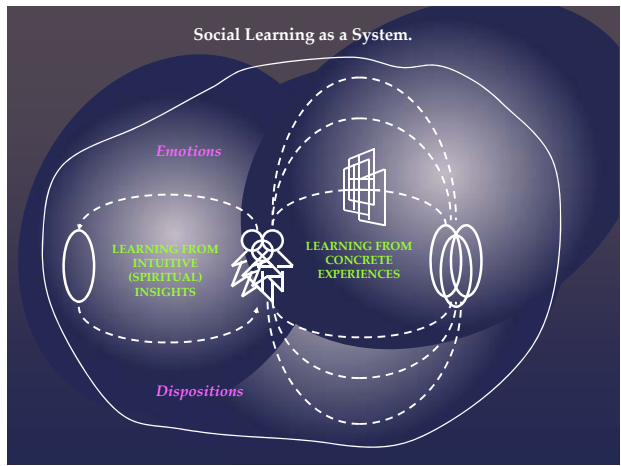 Social Learning as a System.
Emotions
LEARNING FROM
INTUITIVE
(SPIRITUAL)
INSIGHTS
LEARNING FROM
CONCRETE
EXPERIENCES
Dispositions